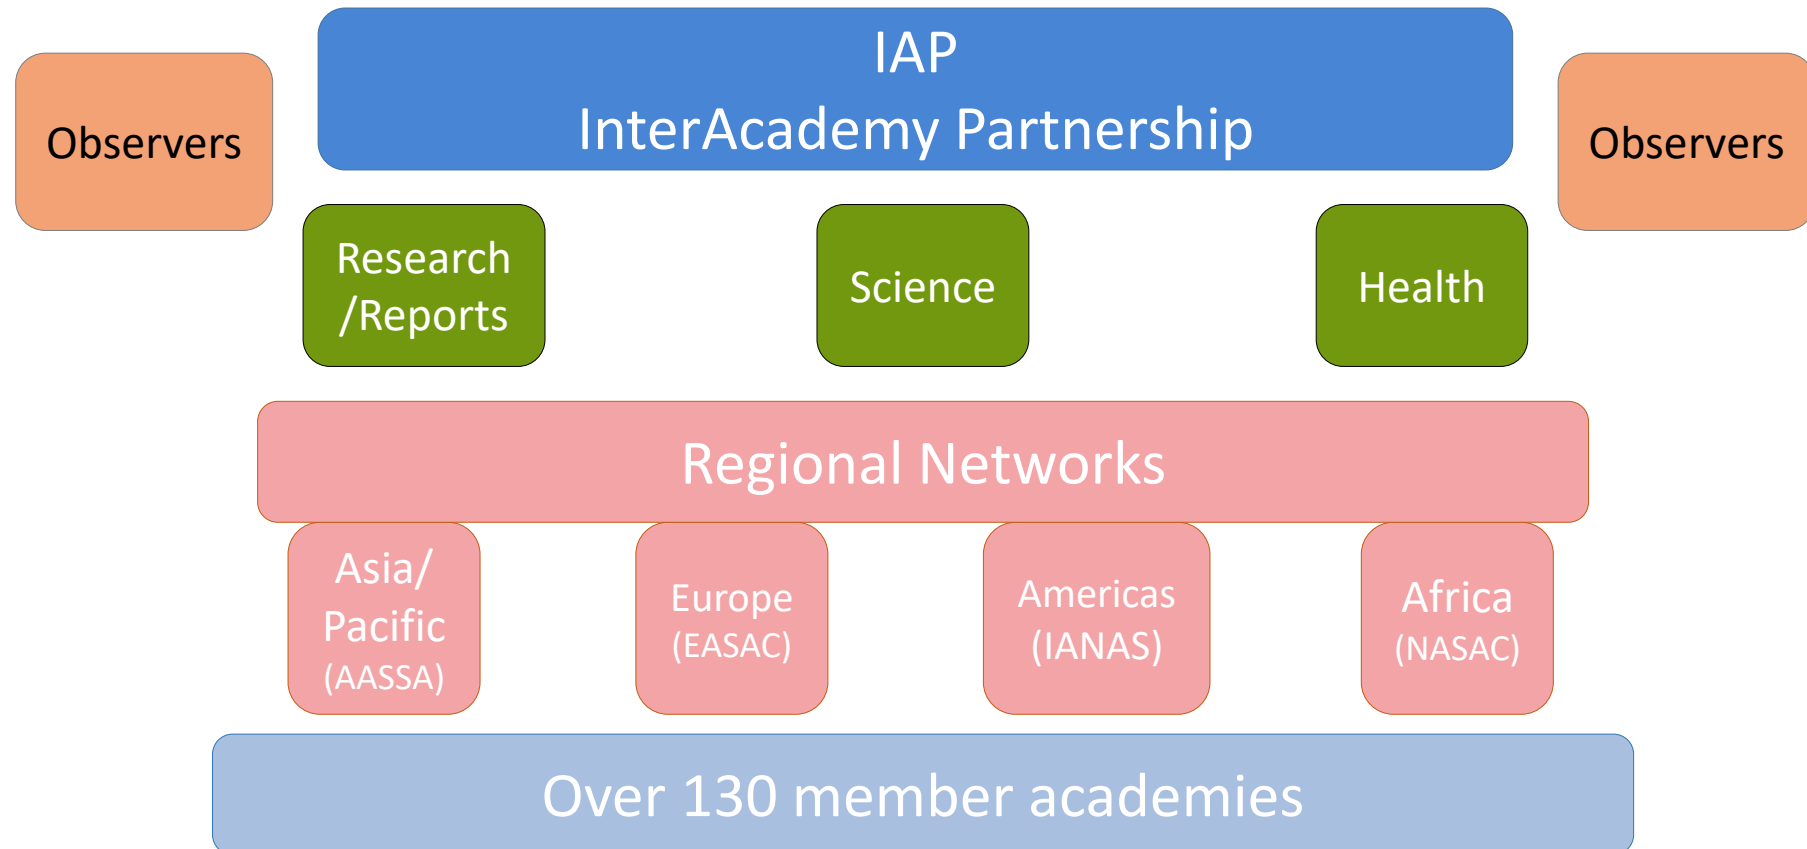 IAP
InterAcademy Partnership
Observers
Observers
Research
/Reports
Science
Health
Regional Networks
Asia/
Pacific
(AASSA)
Europe
(EASAC)
Americas
(IANAS)
Africa
(NASAC)
Over 130 member academies